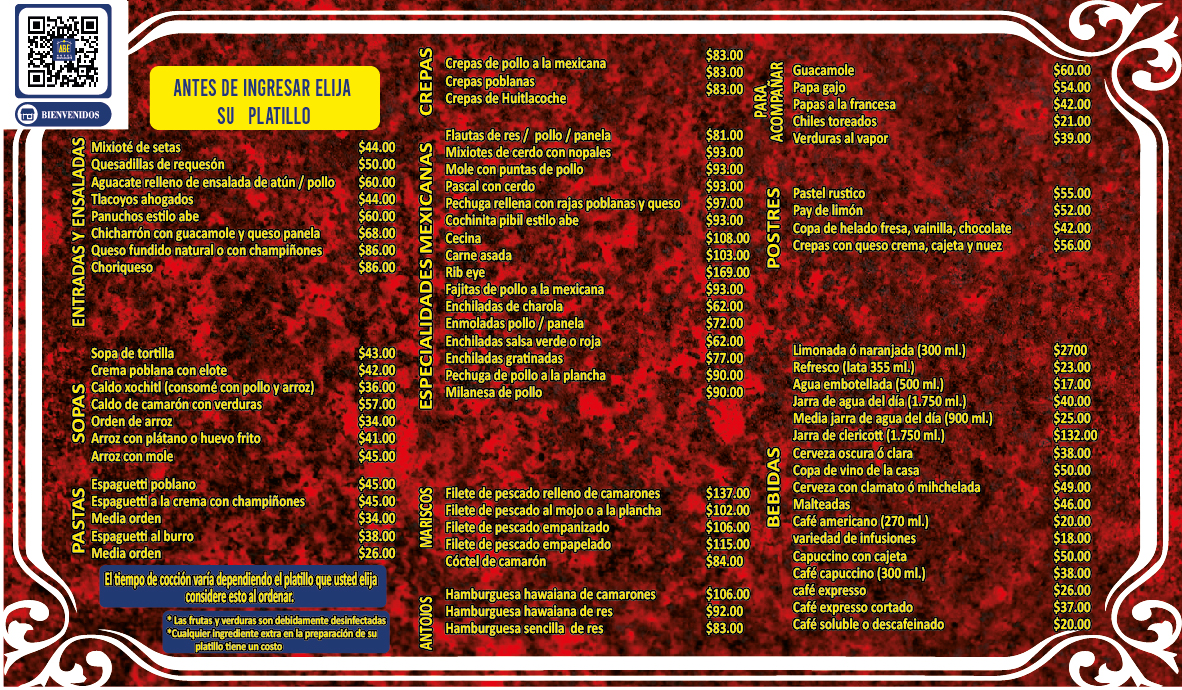 ABE
BIENVENIDOS
ANTES DE INGRESAR ELIJA
SU PLATILLO
ENTRADAS Y ENSALADAS
Mixioté de setas $44.00
Quesadillas de requesón $50.00
Aguacate relleno de ensalada de atún / pollo $60.00
Tlacoyos ahogados $44.00
Panuchos estilo abe $60.00
Chicharrón con guacamole y queso panela $68.00
Queso fundido natural o con champiñones $86.00
Choriqueso $86.00
SOPAS
Sopa de tortilla $43.00
Crema poblana con elote $42.00
Caldo xochitl (consomé con pollo y arroz) $36.00
Caldo de camarón con verduras $57.00
Orden de arroz $34.00
Arroz con plátano o huevo frito $41.00
Arroz con mole $45.00
PASTAS
Espaguetti poblano $45.00
Espaguetti a la crema con champiñones $45.00
Media orden $34.00
Espaguetti al burro $38.00
Media orden $26.00
El tiempo de cocción varía dependiendo el platillo que usted elija
considere esto al ordenar.
* Las frutas y verduras son debidamente desinfectadas
*Cualquier ingrediente extra en la preparación de su
platillo tiene un costo
CREPAS
Crepas de pollo a la mexicana $83.00
Crepas poblanas $83.00
Crepas de Huitlacoche $83.00
ESPECIALIDADES MEXICANAS
Flautas de res / pollo / panela $81.00
Mixiotes de cerdo con nopales $93.00
Mole con puntas de pollo $93.00
Pascal con cerdo $93.00
Pechuga rellena con rajas poblanas y queso $97.00
Cochinita pibil estilo abe $93.00
Cecina $108.00
Carne asada $103.00
Rib eye $169.00
Fajitas de pollo a la mexicana $93.00
Enchiladas de charola $62.00
Enmoladas pollo / panela $72.00
Enchiladas salsa verde o roja $62.00
Enchiladas gratinadas $77.00
Pechuga de pollo a la plancha $90.00
Milanesa de pollo $90.00
MARISCOS
Filete de pescado relleno de camarones $137.00
Filete de pescado al mojo o a la plancha $102.00
Filete de pescado empanizado $106.00
Filete de pescado empapelado $115.00
Cóctel de camarón $84.00
ANTOJOS
Hamburguesa hawaiana de camarones $106.00
Hamburguesa hawaiana de res $92.00
Hamburguesa sencilla de res $83.00
PARA
ACOMPAÑAR
Guacamole $60.00
Papa gajo $54.00
Papas a la francesa $42.00
Chiles toreados $21.00
Verduras al vapor $39.00
POSTRES
Pastel rustico $55.00
Pay de limón $52.00
Copa de helado fresa, vainilla, chocolate $42.00
Crepas con queso crema, cajeta y nuez $56.00
BEBIDAS
Limonada ó naranjada (300 ml.) $2700
Refresco (lata 355 ml.) $23.00
Agua embotellada (500 ml.) $17.00
Jarra de agua del día (1.750 ml.) $40.00
Media jarra de agua del día (900 ml.) $25.00
Jarra de clericott (1.750 ml.) $132.00
Cerveza oscura ó clara $38.00
Copa de vino de la casa $50.00
Cerveza con clamato ó mihchelada $49.00
Malteadas $46.00
Café americano (270 ml.) $20.00
variedad de infusiones $18.00
Capuccino con cajeta $50.00
Café capuccino (300 ml.) $38.00
café expresso $26.00
Café expresso cortado $37.00
Café soluble o descafeinado $20.00